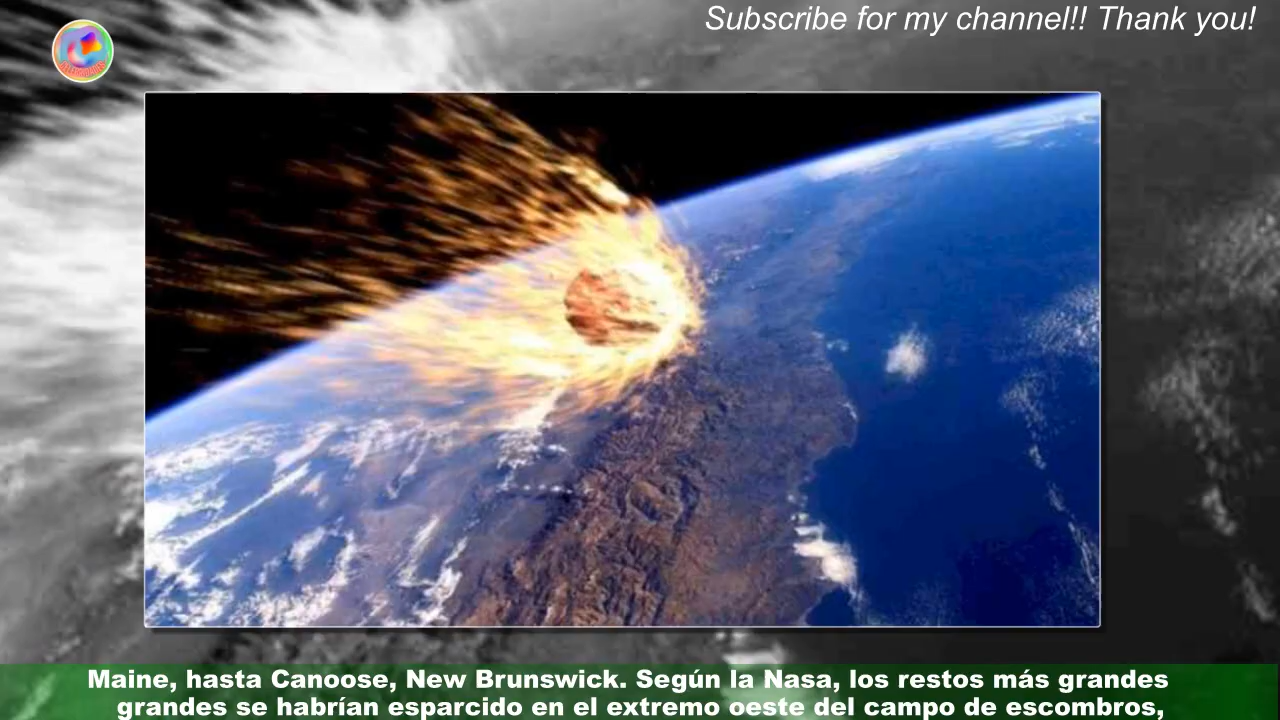 Subscribe for my channel!! Thank you!
Maine, hasta Canoose, New Brunswick. Según la Nasa, los restos más grandes
grandes se habrían esparcido en el extremo oeste del campo de escombros,